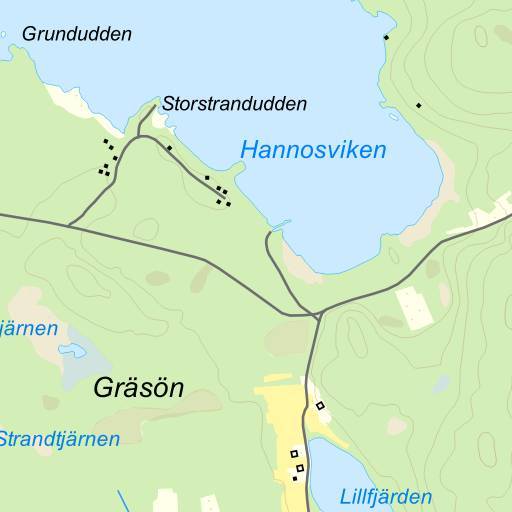 Grundudden
Storstrandudden
Hannosviken
järnen
Gräsön
Strandtjärnen
Lillfjärden